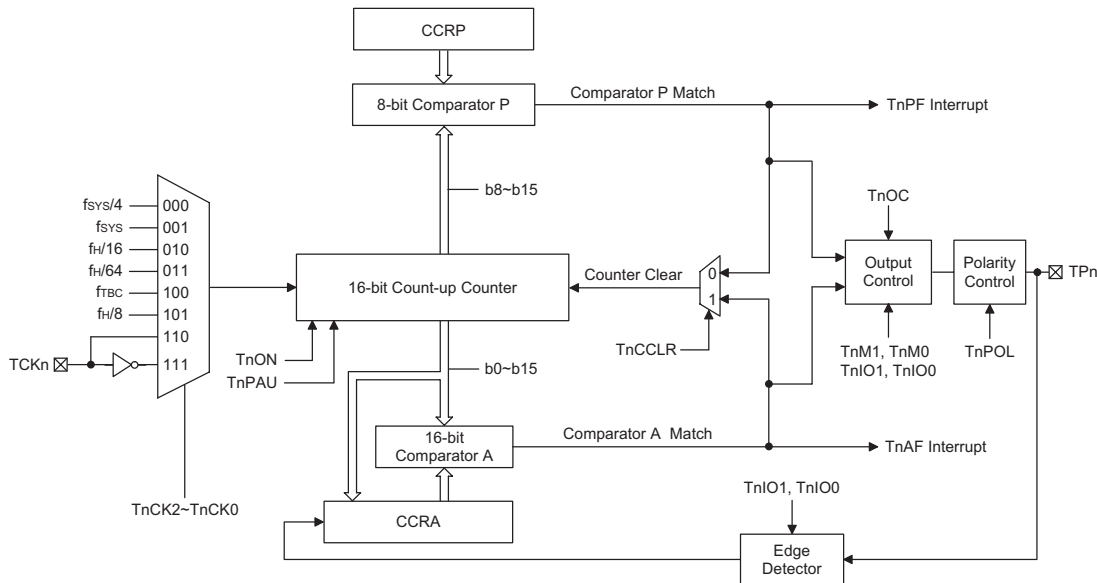 CCRP
8-bit Comparator P
Comparator P Match
TnPF Interrupt
b8~b15
fSYS/4
000
fSYS
001
fH/16
010
fH/64
011
fTBC
100
fH/8
101
110
TCKn
111
TnCK2~TnCK0
16-bit Count-up Counter
TnON
TnPAU
Counter Clear
0
1
TnCCLR
TnOC
Output
Control
TnM1, TnM0
TnIO1, TnIO0
Polarity
Control
TnPOL
TPn
b0~b15
16-bit
Comparator A
Comparator A Match
TnAF Interrupt
CCRA
TnIO1, TnIO0
Edge
Detector